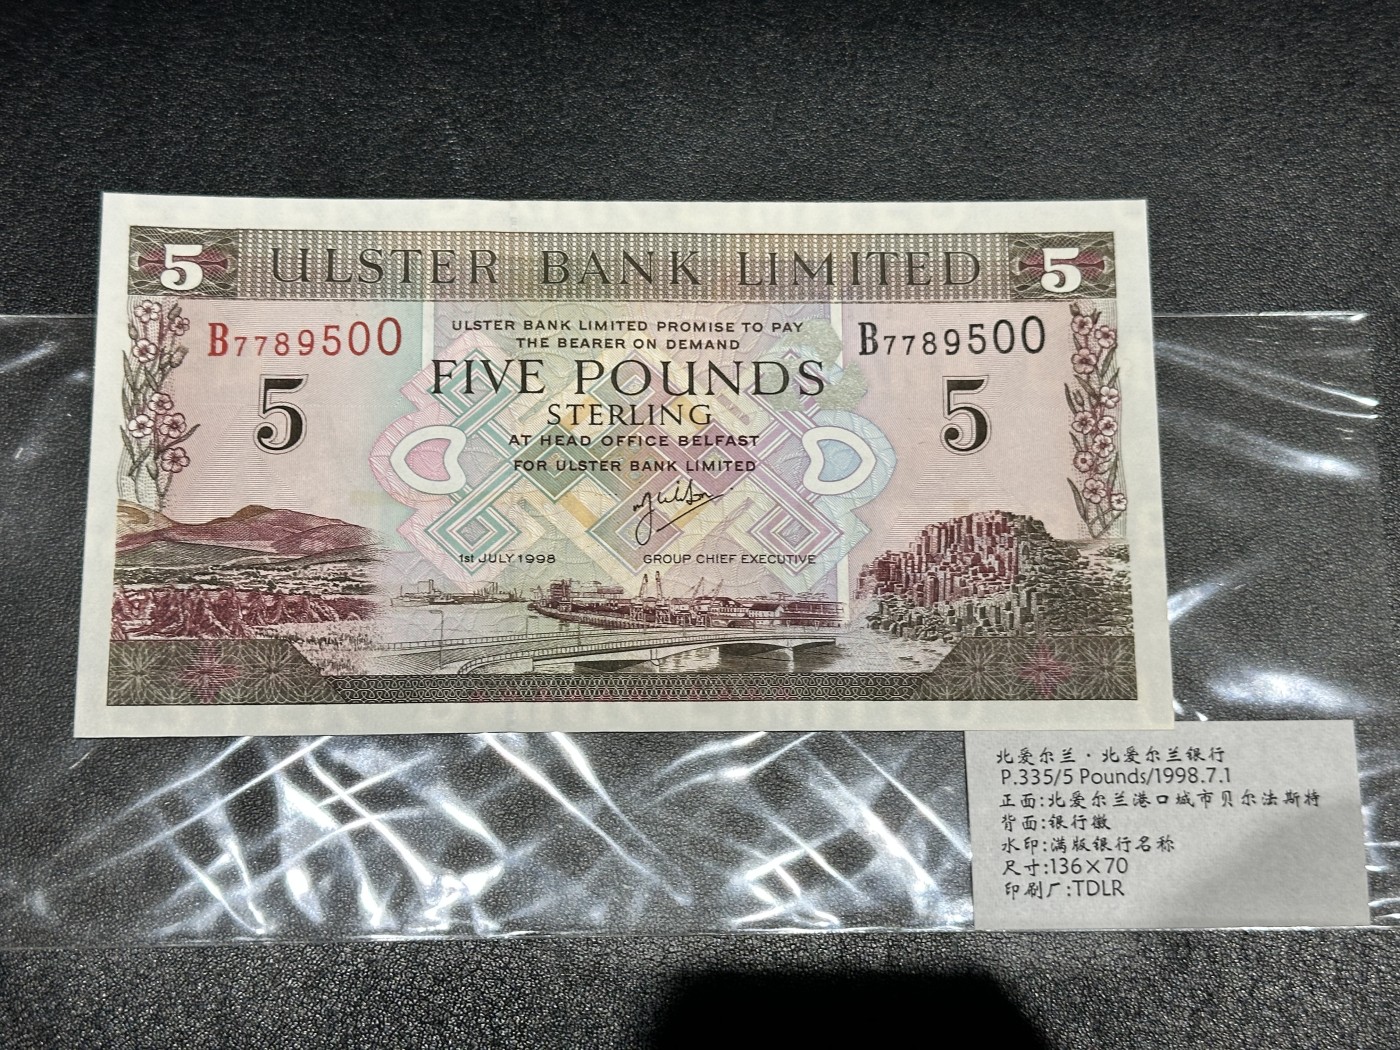 5 ULSTER BANK LIMITED 5
B7789500 ULSTER BANK LIMITED PROMISE TO PAY B7789500
THE BEARER ON DEMAND
5 FIVE POUNDS 5
STERLING
AT HEAD OFFICE BELFAST
FOR ULSTER BANK LIMITED
1st JULY 1998 GROUP CHIEF EXECUTIVE
北爱尔兰·北爱尔兰银行
P.335/5 Pounds/1998.7.1
正面:北爱尔兰港口城市贝尔法斯特
背面:银行徽
水印:满版银行名称
尺寸:136×70
印刷厂:TDLR